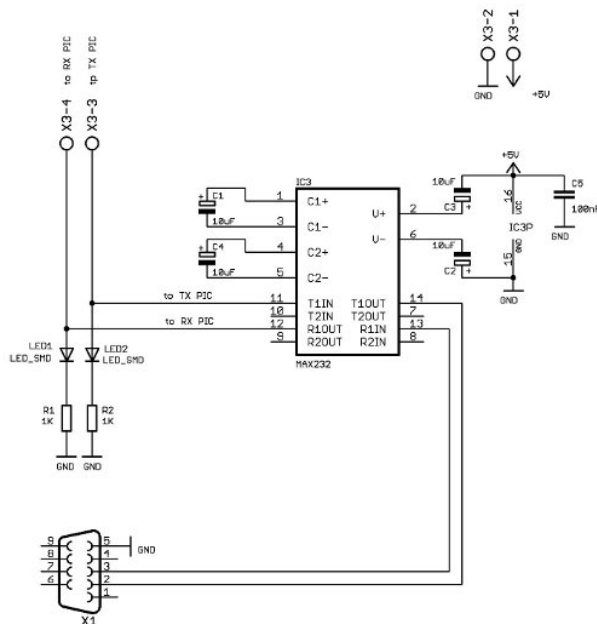 to RX PIC
tp TX PIC
X3-4
X3-3
X3-2
X3-1
GND
+5V
IC3
C1
10uF
C4
10uF
1
3
4
5
11
10
12
9
C1+
C1-
C2+
C2-
T1IN
T2IN
R1OUT
R2OUT
V+
V-
T1OUT
T2OUT
R1IN
R2IN
2
6
14
7
13
8
MAX232
to TX PIC
to RX PIC
+5V
10uF
C3
10uF
C2
16
VCC
IC3P
15
GND
GND
C5
100nF
GND
LED1
LED_SMD
LED2
LED_SMD
R1
1K
R2
1K
GND
GND
9
8
7
6
5
4
3
2
1
GND
X1